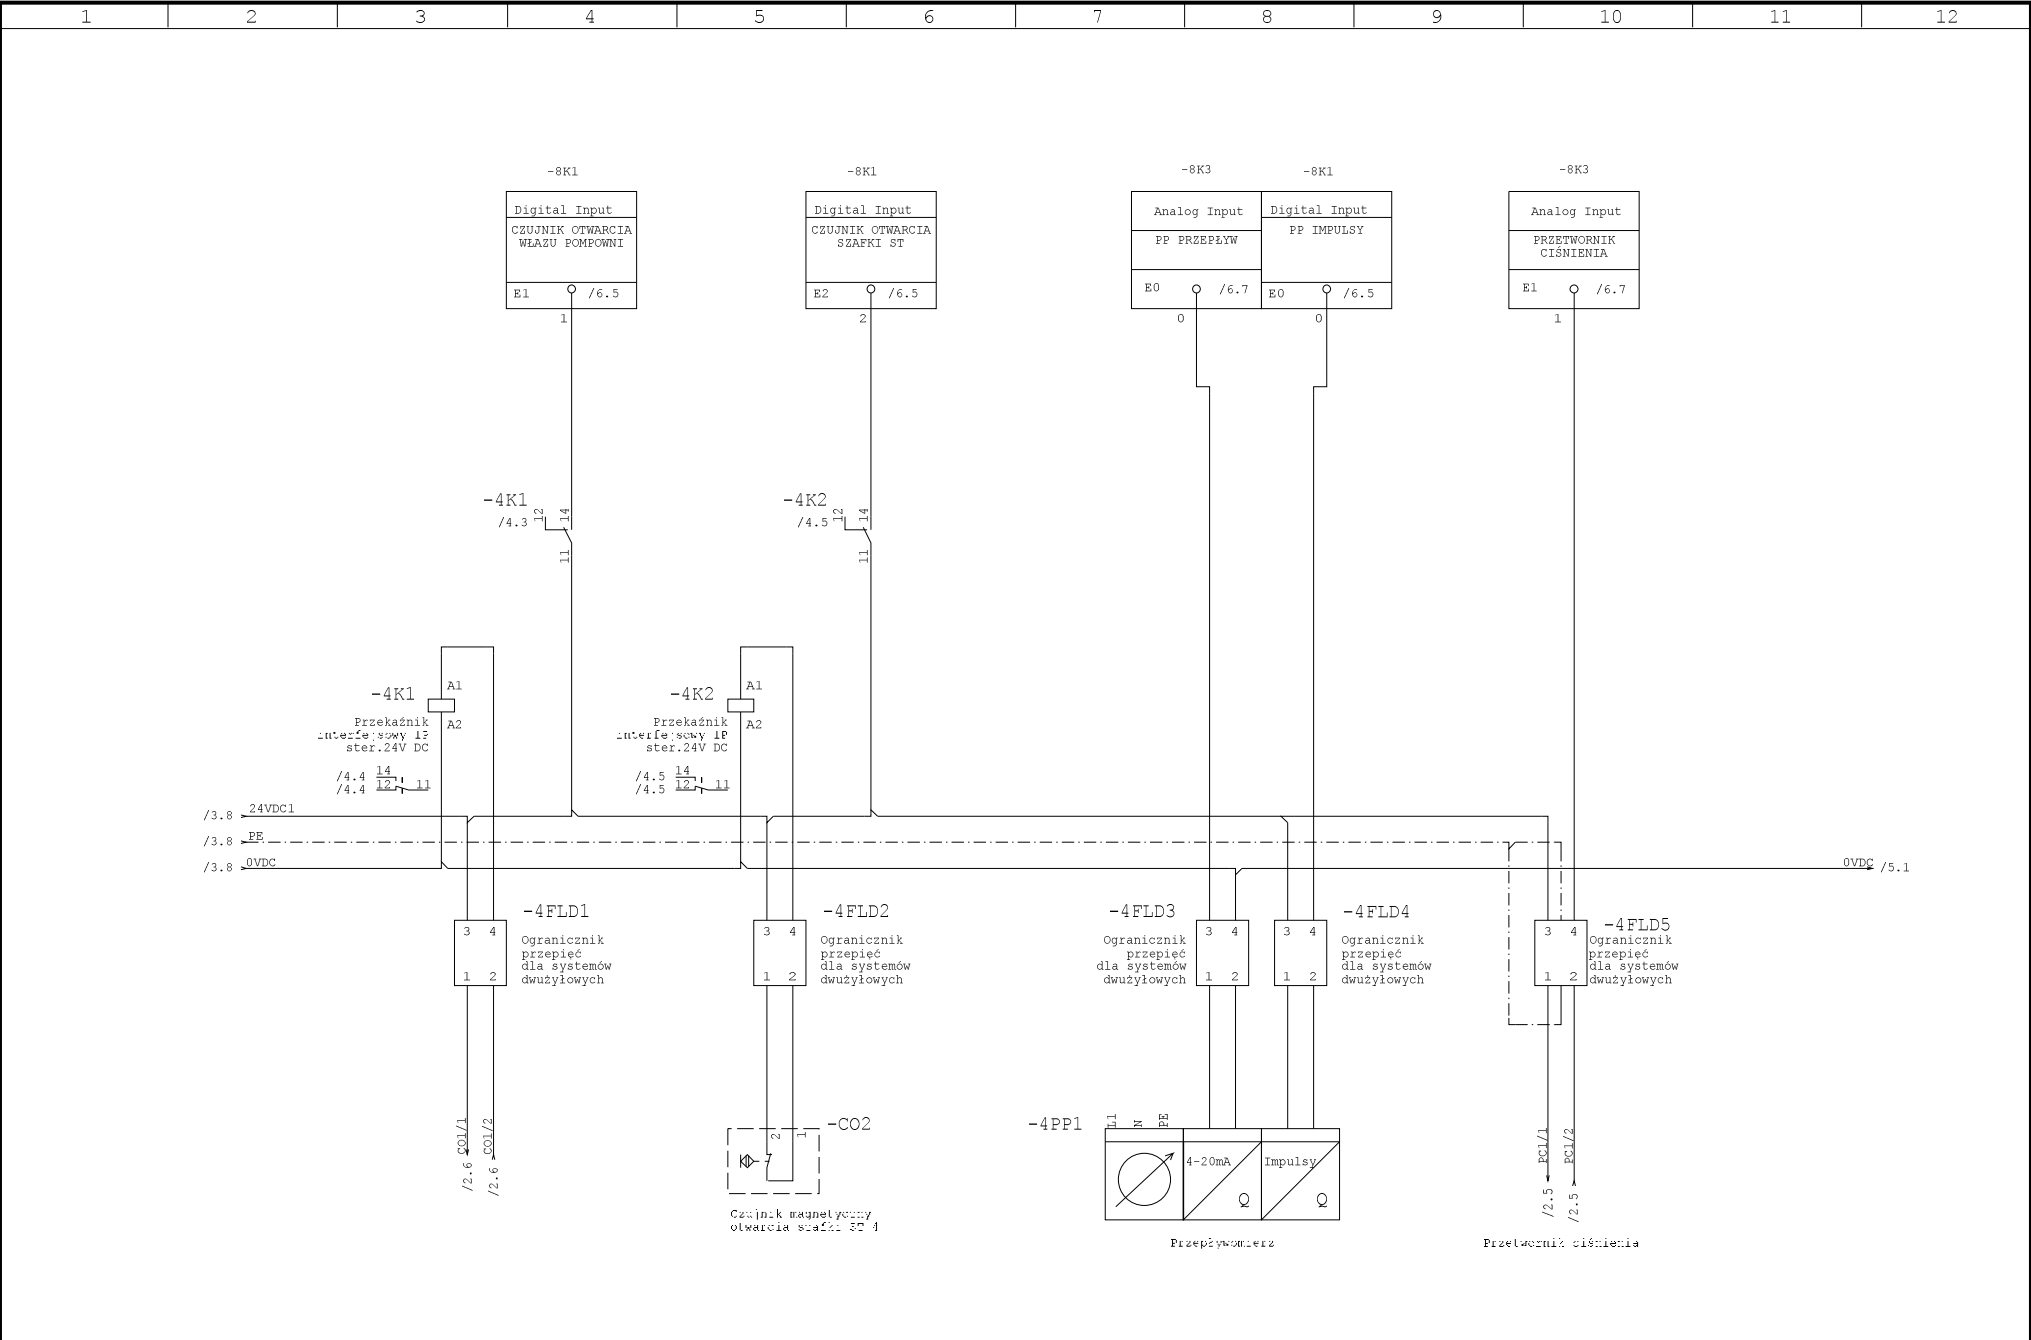 1 2 3 4 5 6 7 8 9 10 11 12
-8K1
Digital Input
CZUJNIK OTWARCIA
WŁAZU POMPOWNI
E1 /6.5
1
-8K1
Digital Input
CZUJNIK OTWARCIA
SZAFKI ST
E2 /6.5
2
-8K3
Analog Input
PP PRZEPŁYW
E0 /6.7
0
-8K1
Digital Input
PP IMPULSY
E0 /6.5
0
-8K3
Analog Input
PRZETWORNIK
CIŚNIENIA
E1 /6.7
1
-4K1
/4.3
12
14
11
-4K2
/4.5
12
14
11
-4K1
A1
A2
Przekaźnik
interfejsowy 1P
ster.24V DC
/4.4 14
/4.4 12 11
-4K2
A1
A2
Przekaźnik
interfejsowy 1P
ster.24V DC
/4.5 14
/4.5 12 11
/3.8 24VDC1
/3.8 PE
/3.8 0VDC
0VDC /5.1
-4FLD1
3 4
1 2
Ogranicznik
przepięć
dla systemów
dwużyłowych
-4FLD2
3 4
1 2
Ogranicznik
przepięć
dla systemów
dwużyłowych
-4FLD3
3 4
1 2
Ogranicznik
przepięć
dla systemów
dwużyłowych
-4FLD4
3 4
1 2
Ogranicznik
przepięć
dla systemów
dwużyłowych
-4FLD5
3 4
1 2
Ogranicznik
przepięć
dla systemów
dwużyłowych
CO1/1
/2.6
CO1/2
/2.6
-CO2
2
1
Czujnik magnetyczny
otwarcia szafki ST 4
-4PP1
L1
N
PE
4-20mA
Q
Impulsy
Q
Przepływomierz
PC1/1
/2.5
PC1/2
/2.5
Przetwornik ciśnienia